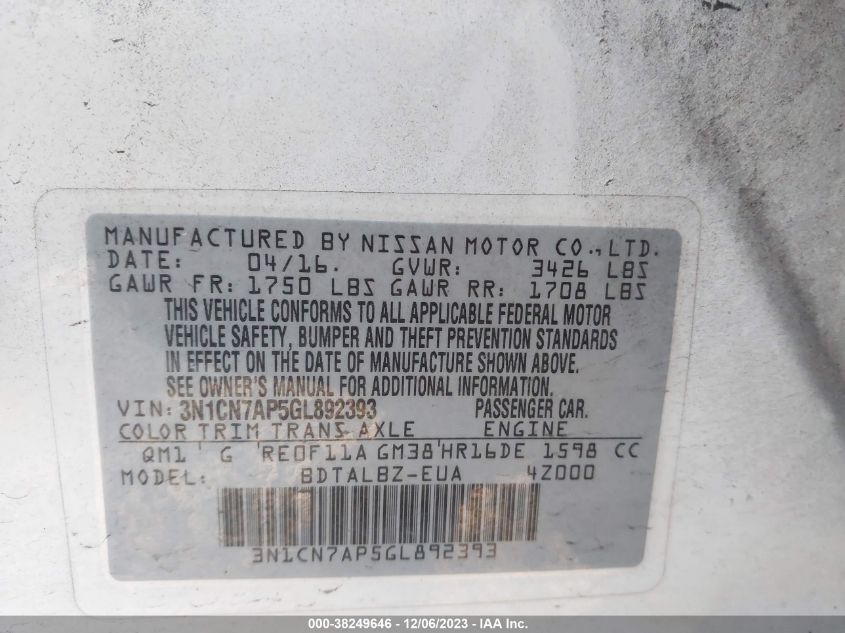 MANUFACTURED BY NISSAN MOTOR CO., LTD.
DATE: 04/16. GVWR: 3426 LBS
GAWR FR: 1750 LBS GAWR RR: 1708 LBS
THIS VEHICLE CONFORMS TO ALL APPLICABLE FEDERAL MOTOR
VEHICLE SAFETY, BUMPER AND THEFT PREVENTION STANDARDS
IN EFFECT ON THE DATE OF MANUFACTURE SHOWN ABOVE.
SEE OWNER'S MANUAL FOR ADDITIONAL INFORMATION.
VIN: 3N1CN7AP5GL892393 PASSENGER CAR.
COLOR TRIM TRANS AXLE ENGINE
QM1 G RE0F11A GM38 HR16DE 1598 CC
MODEL: BDTALBZ-EUA 4Z000
3N1CN7AP5GL892393
000-38249646 - 12/06/2023 - IAA Inc.